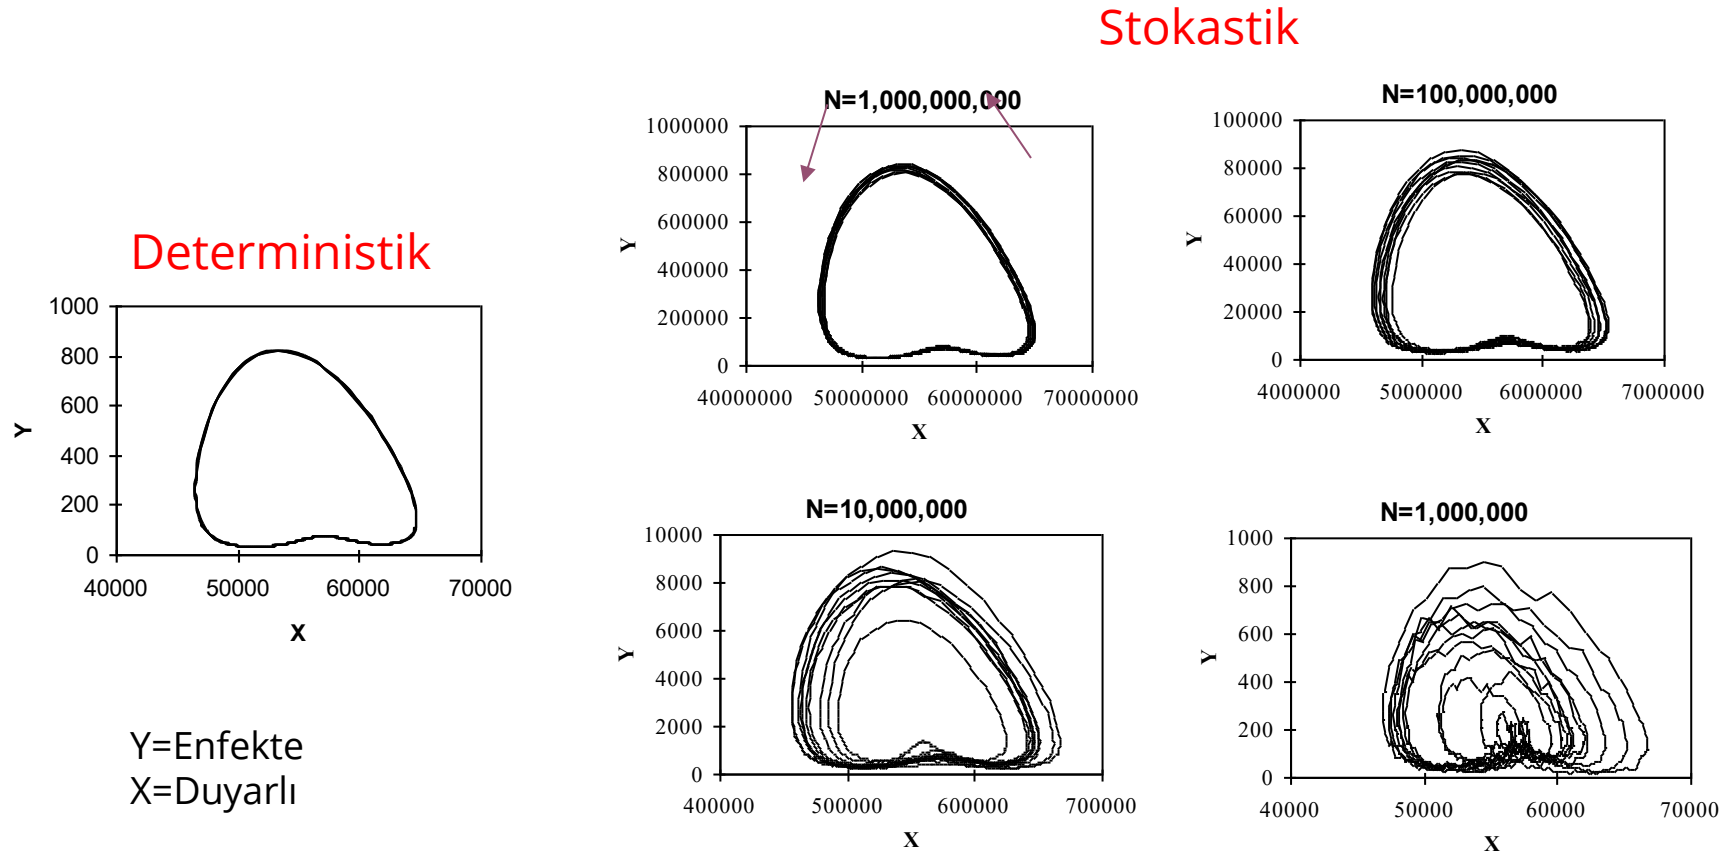 Stokastik
Deterministik
1000
800
600
400
200
0
Y
40000 50000 60000 70000
X
Y=Enfekte
X=Duyarlı
N=1,000,000,000
1000000
800000
600000
400000
200000
0
Y
40000000 50000000 60000000 70000000
X
N=100,000,000
100000
80000
60000
40000
20000
0
Y
4000000 5000000 6000000 7000000
X
N=10,000,000
10000
8000
6000
4000
2000
0
Y
400000 500000 600000 700000
X
N=1,000,000
1000
800
600
400
200
0
Y
40000 50000 60000 70000
X